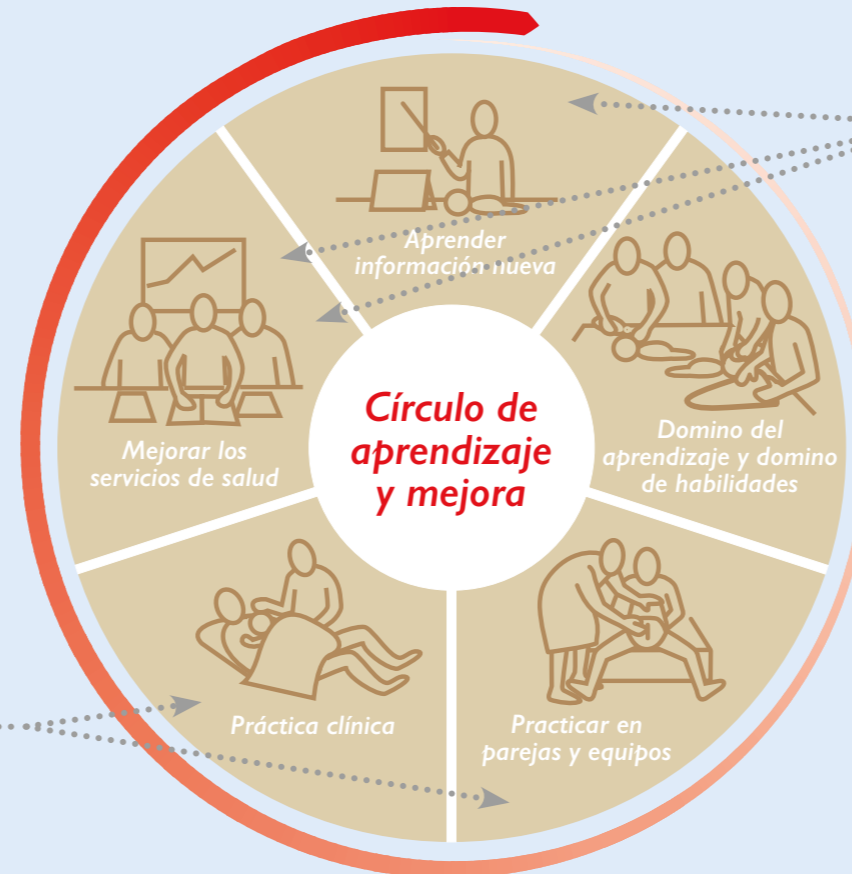 Aprender
información nueva
Domino del
aprendizaje y domino
de habilidades
Practicar en
parejas y equipos
Práctica clínica
Mejorar los
servicios de salud
Círculo de
aprendizaje
y mejora